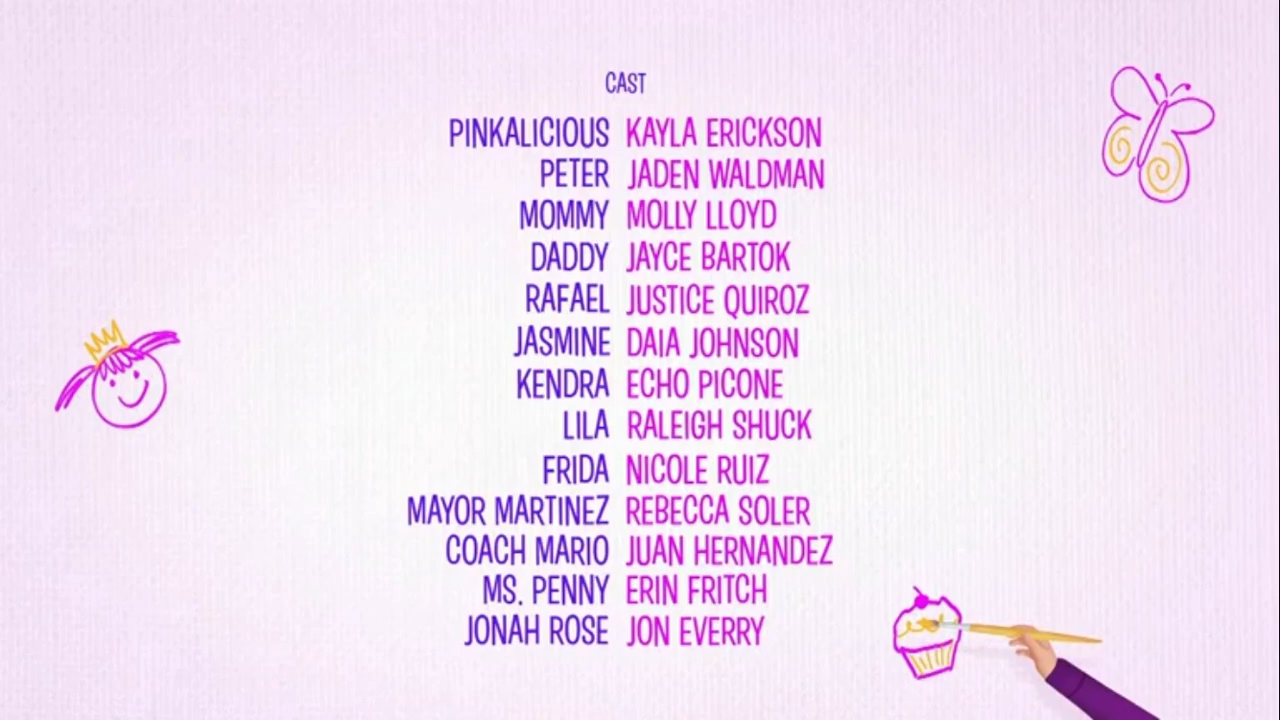 CAST
PINKALICIOUS KAYLA ERICKSON
PETER JADEN WALDMAN
MOMMY MOLLY LLOYD
DADDY JAYCE BARTOK
RAFAEL JUSTICE QUIROZ
JASMINE DAIA JOHNSON
KENDRA ECHO PICONE
LILA RALEIGH SHUCK
FRIDA NICOLE RUIZ
MAYOR MARTINEZ REBECCA SOLER
COACH MARIO JUAN HERNANDEZ
MS. PENNY ERIN FRITCH
JONAH ROSE JON EVERRY